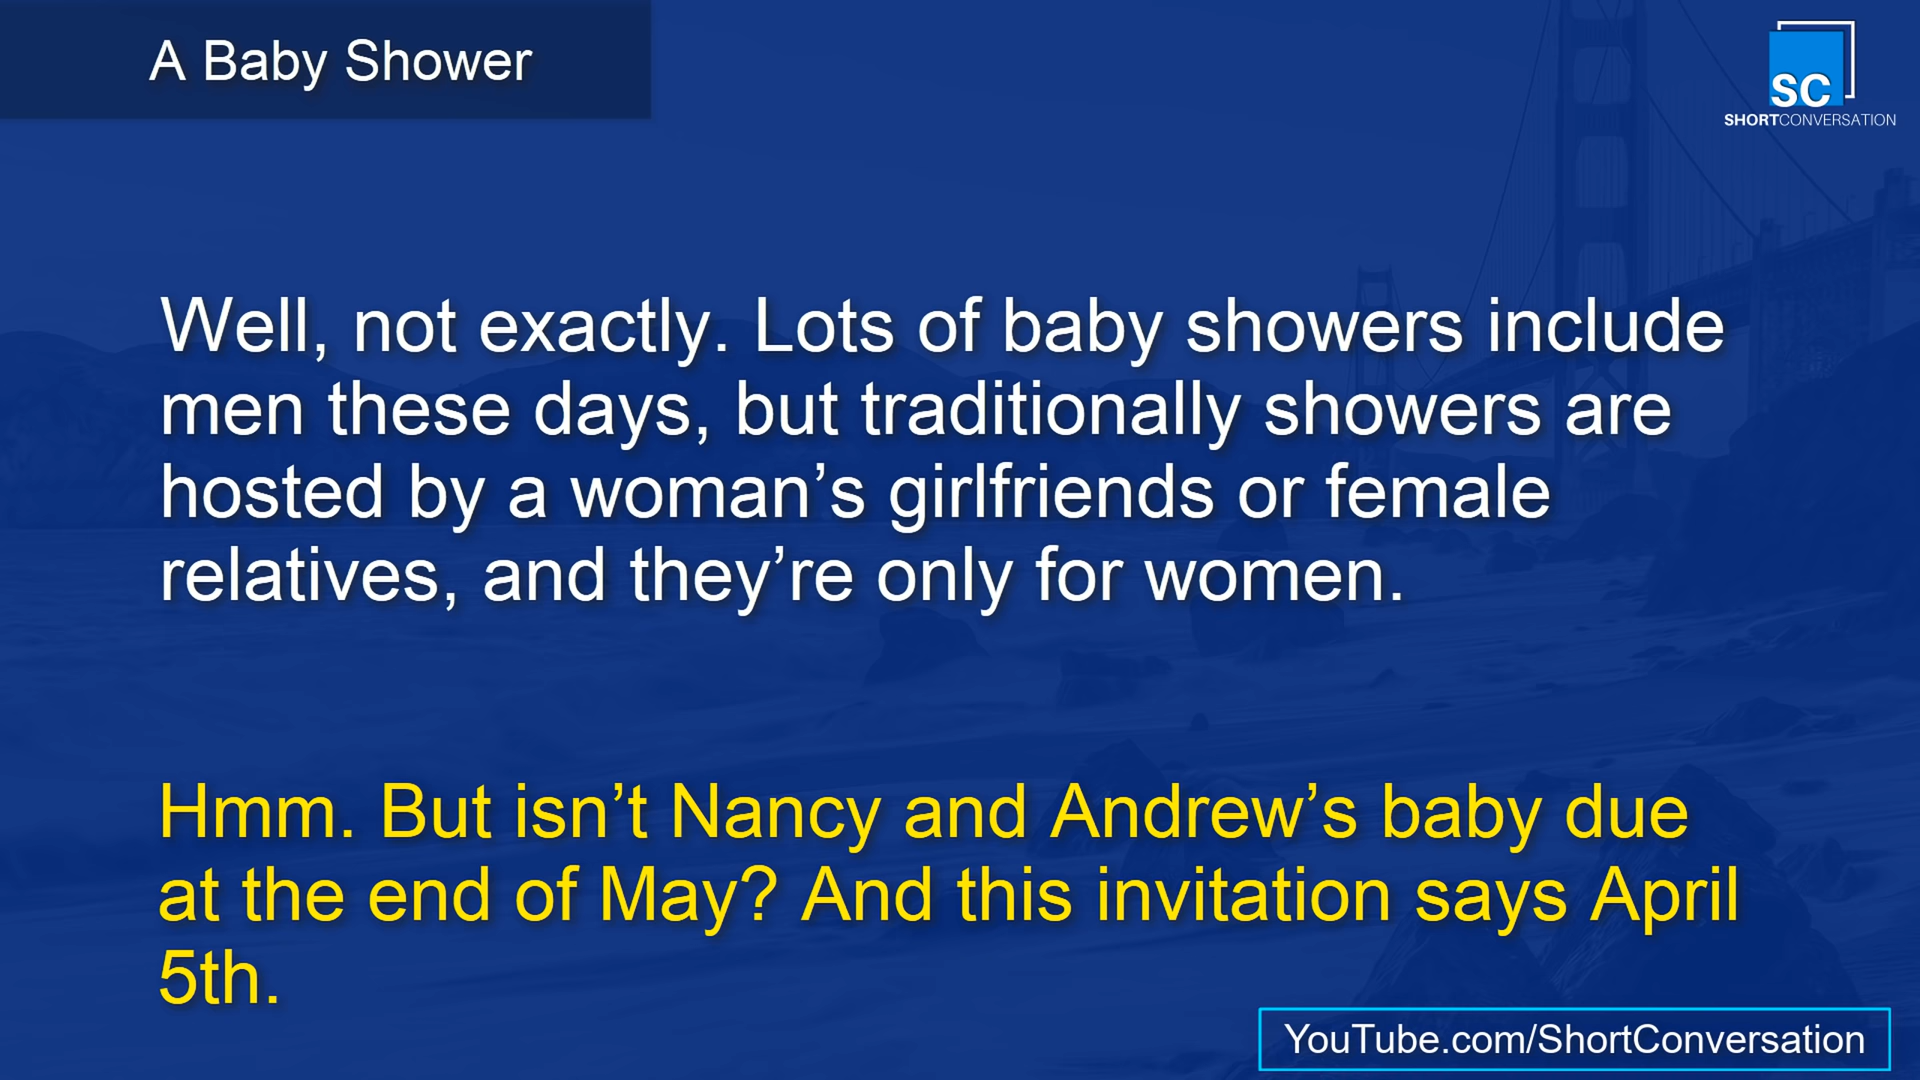 A Baby Shower
SC
SHORTCONVERSATION
Well, not exactly. Lots of baby showers include
men these days, but traditionally showers are
hosted by a woman’s girlfriends or female
relatives, and they’re only for women.
Hmm. But isn’t Nancy and Andrew’s baby due
at the end of May? And this invitation says April
5th.
YouTube.com/ShortConversation